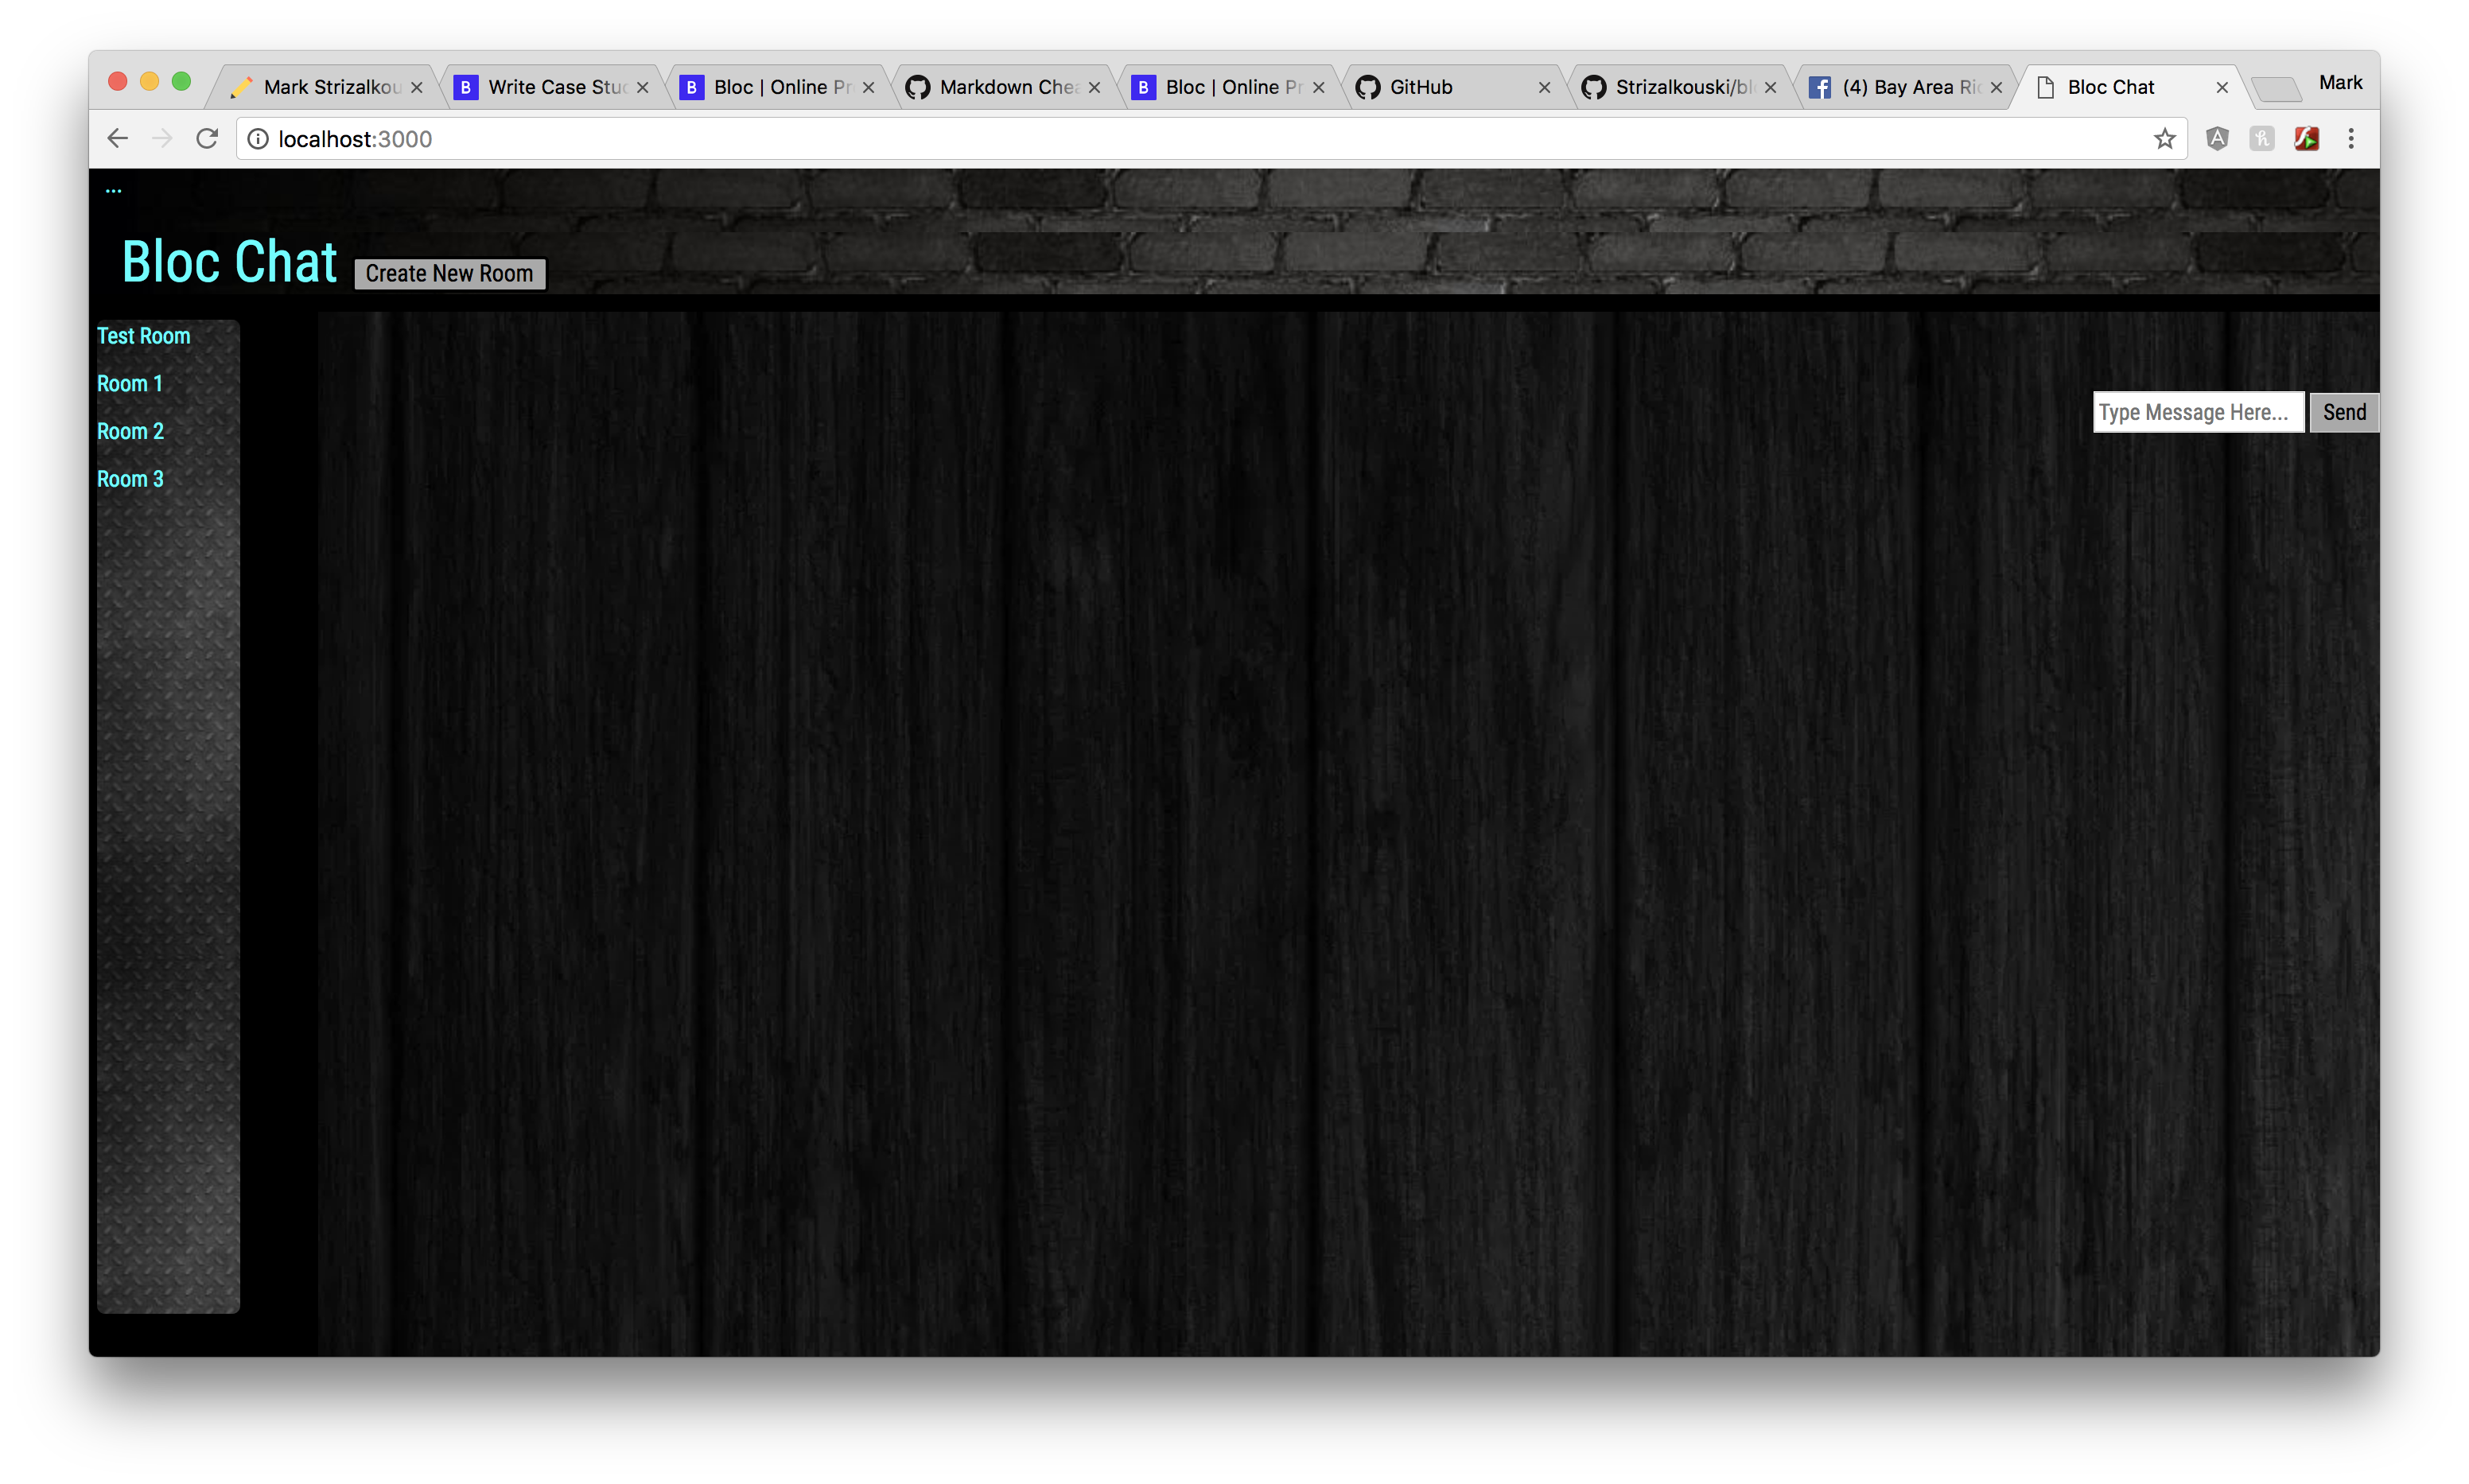 Mark Strizalkou B Write Case Stud B Bloc | Online Pr Markdown Chea B Bloc | Online Pr GitHub Strizalkouski/bl (4) Bay Area Ri Bloc Chat Mark
localhost:3000
...
Bloc Chat Create New Room
Test Room
Room 1
Type Message Here... Send
Room 2
Room 3